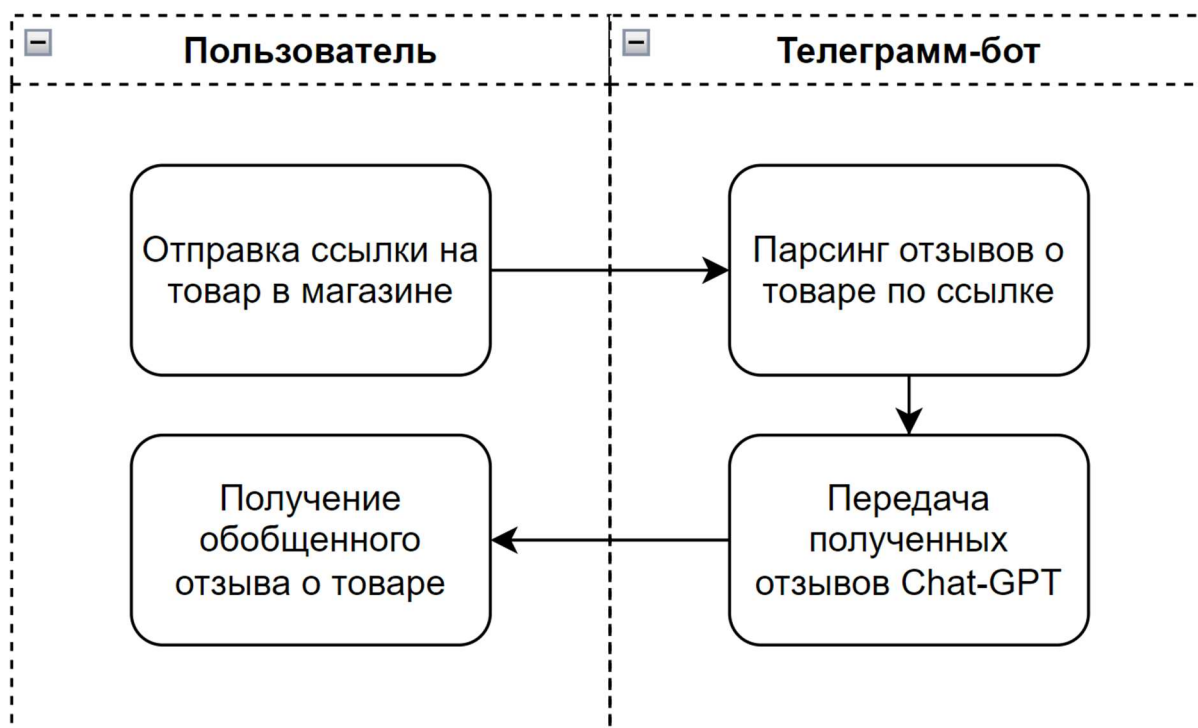 Пользователь
Телеграмм-бот
Отправка ссылки на
товар в магазине
Парсинг отзывов о
товаре по ссылке
Получение
обобщенного
отзыва о товаре
Передача
полученных
отзывов Chat-GPT